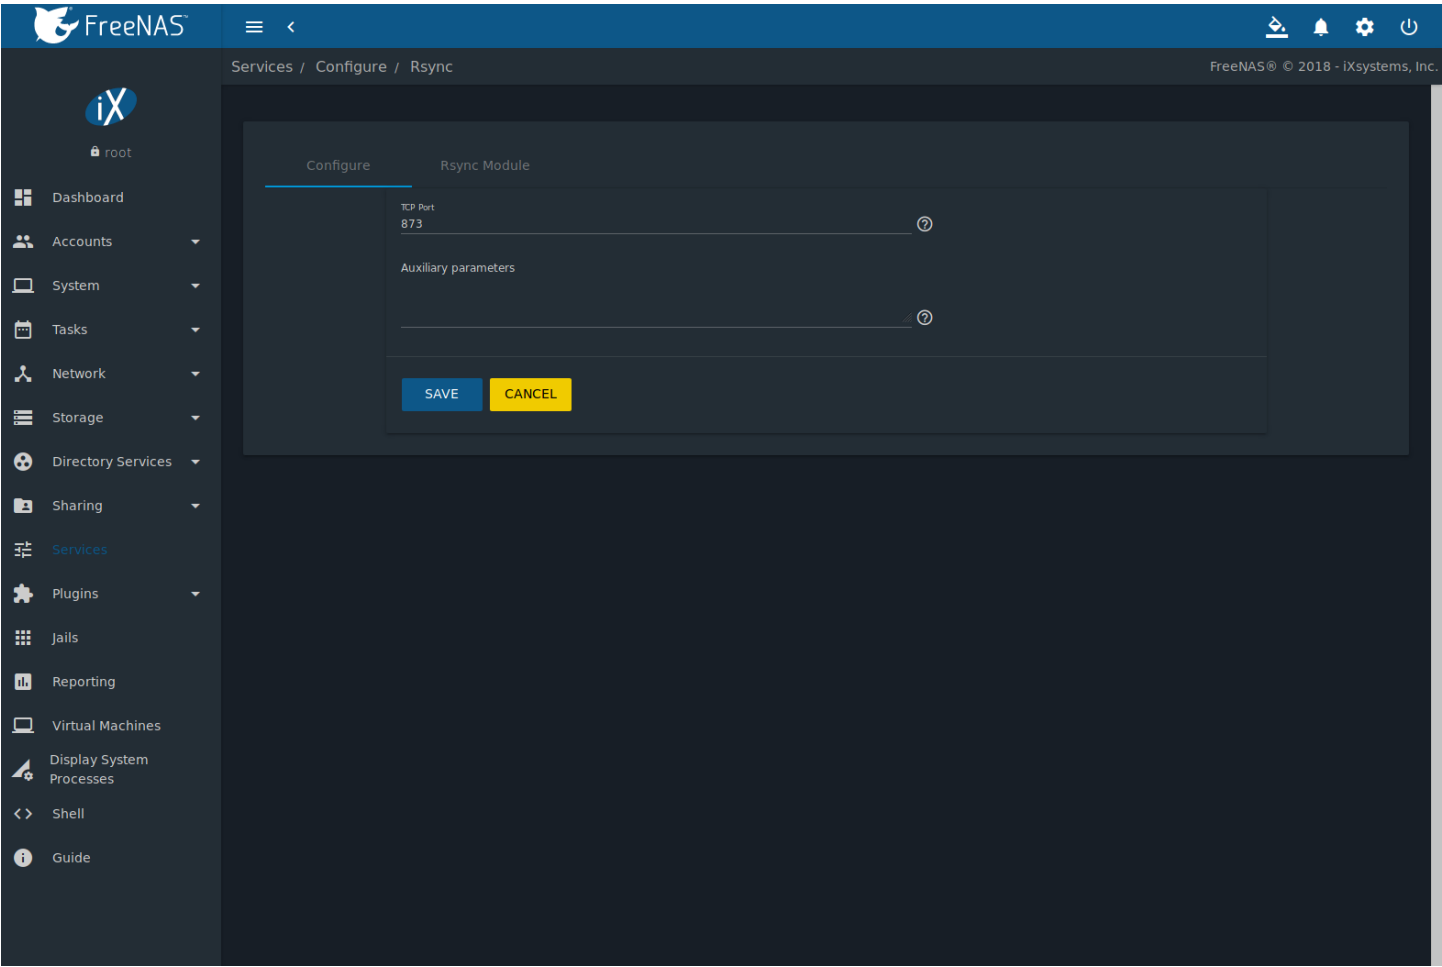 FreeNAS™
Services / Configure / Rsync
FreeNAS® © 2018 - iXsystems, Inc.
iX
root
Dashboard
Accounts
System
Tasks
Network
Storage
Directory Services
Sharing
Services
Plugins
Jails
Reporting
Virtual Machines
Display System
Processes
Shell
Guide
Configure
Rsync Module
TCP Port
873
Auxiliary parameters
SAVE
CANCEL